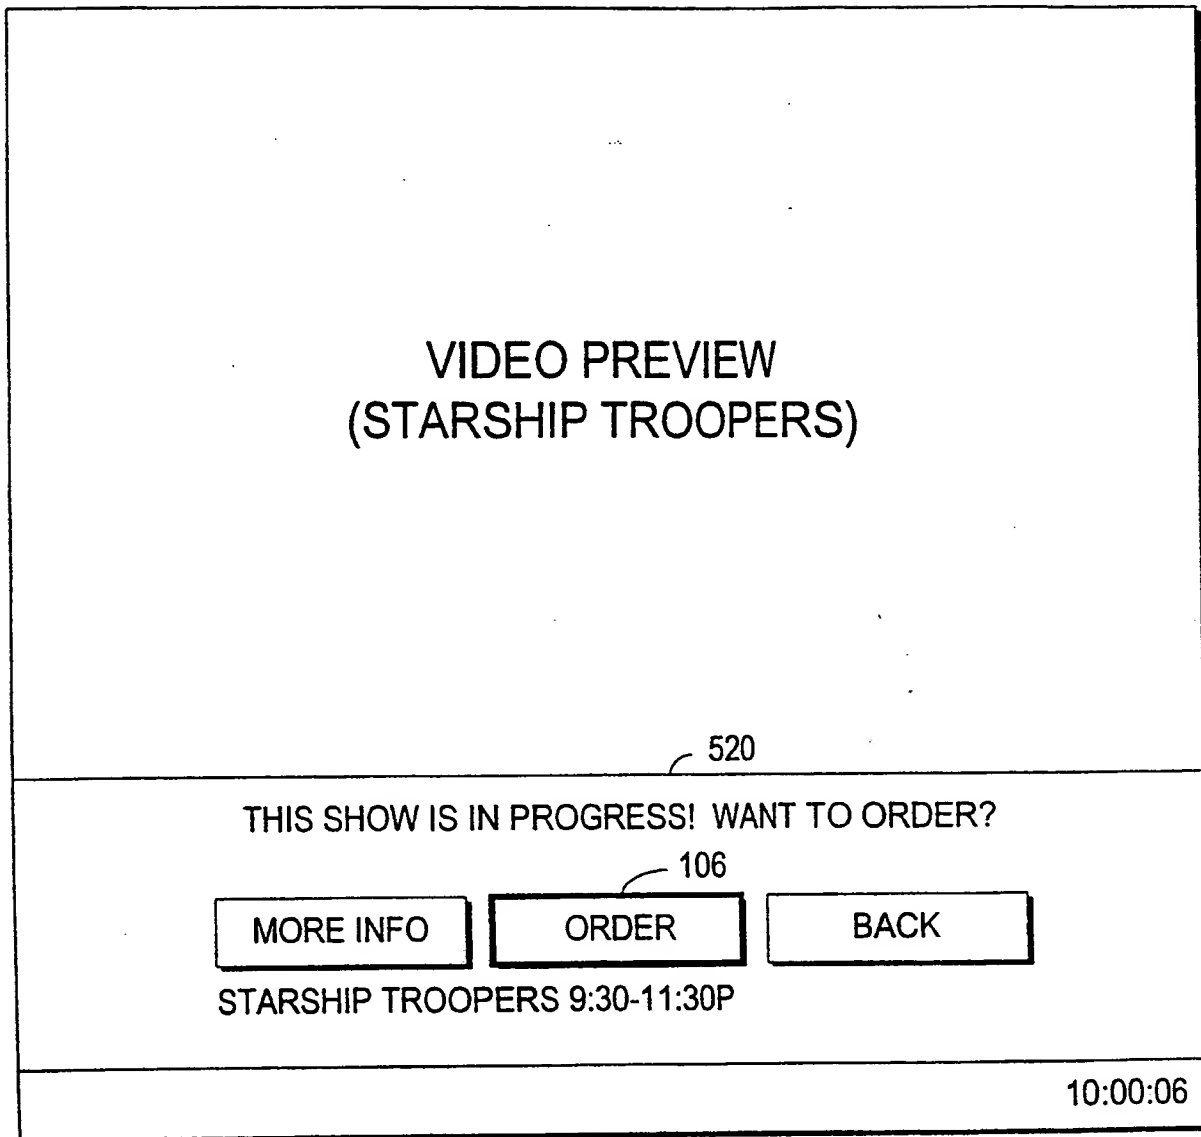 VIDEO PREVIEW
(STARSHIP TROOPERS)
520
THIS SHOW IS IN PROGRESS! WANT TO ORDER?
106
MORE INFO
ORDER
BACK
STARSHIP TROOPERS 9:30-11:30P
10:00:06